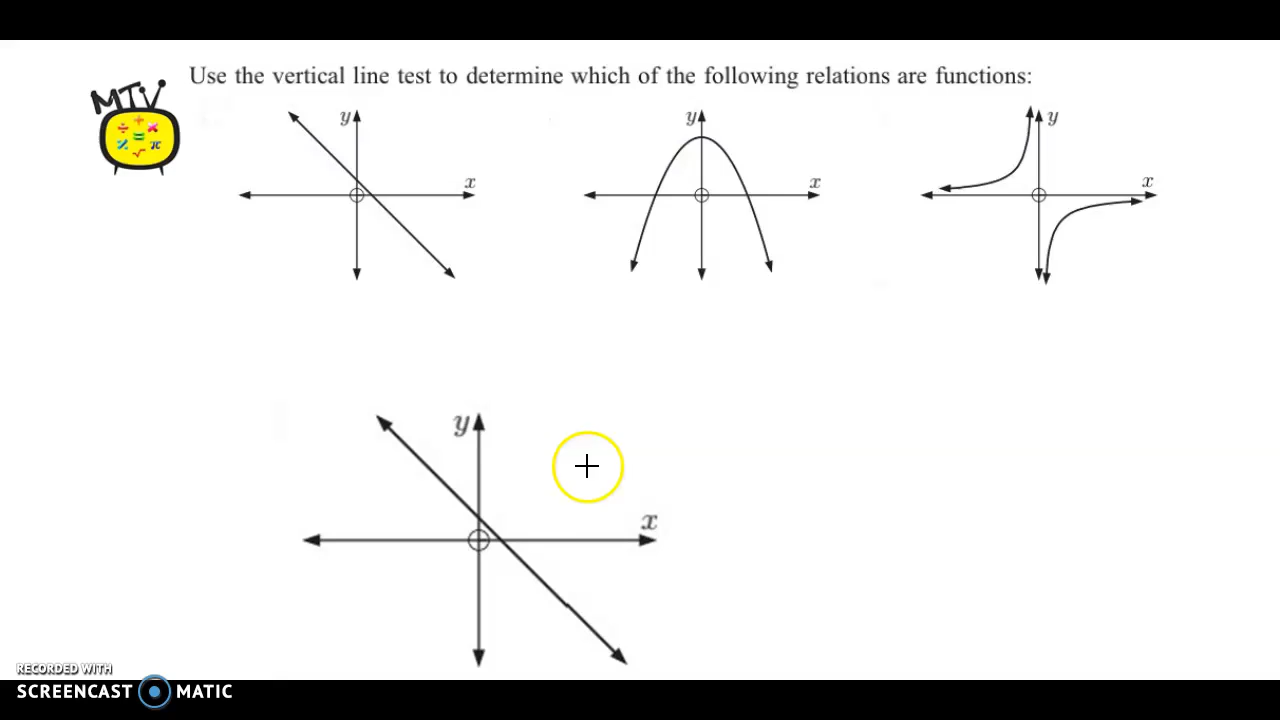 Use the vertical line test to determine which of the following relations are functions:
MTV
÷ + × = % √ π
y
x
y
x
y
x
y
x
RECORDED WITH
SCREENCAST MATIC